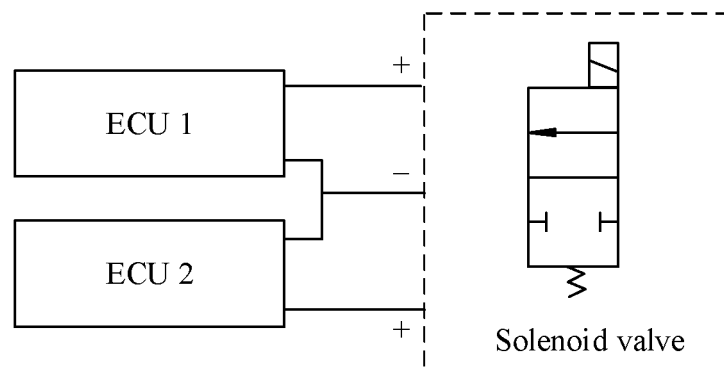 +
ECU 1
−
ECU 2
+
Solenoid valve